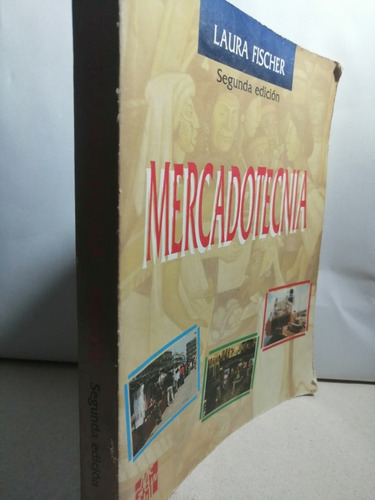 LAURA FISCHER
Segunda edición
MERCADOTECNIA
Segunda edición